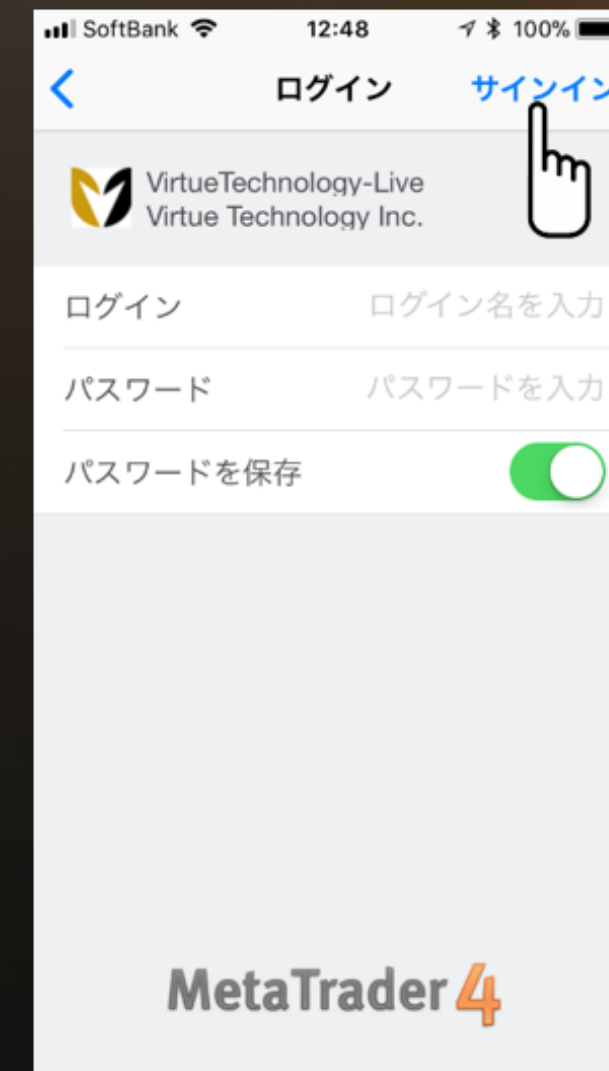 SoftBank 12:48 100%
ログイン サインイン
VirtueTechnology-Live
Virtue Technology Inc.
ログイン ログイン名を入力
パスワード パスワードを入力
パスワードを保存
MetaTrader 4